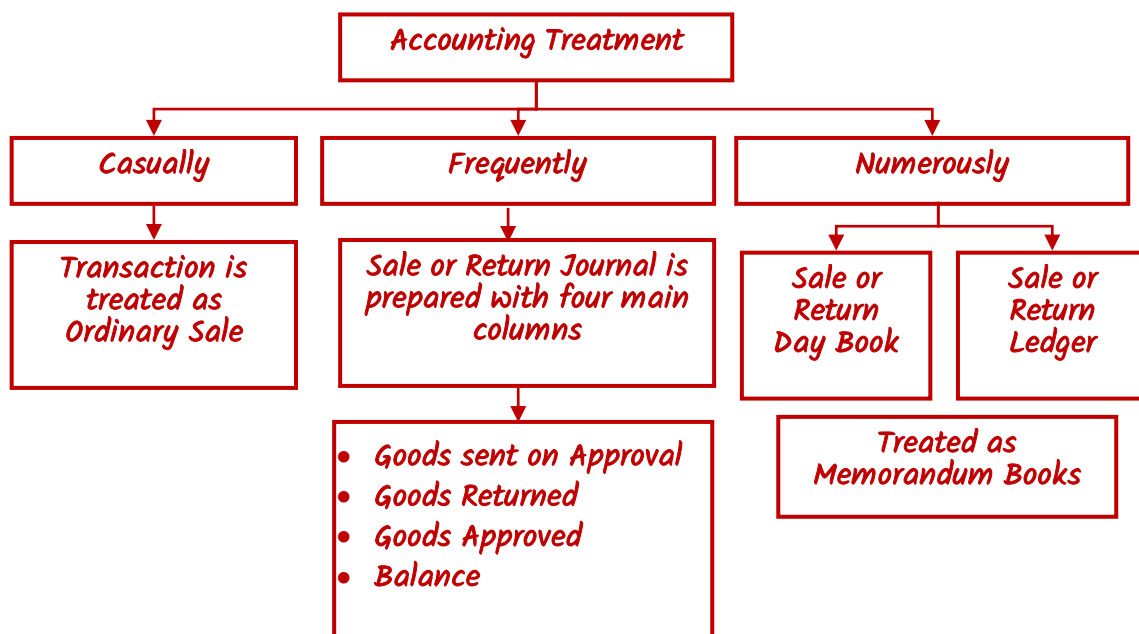 Accounting Treatment
Casually
Frequently
Numerously
Transaction is
treated as
Ordinary Sale
Sale or Return Journal is
prepared with four main
columns
Sale or
Return
Day Book
Sale or
Return
Ledger
Treated as
Memorandum Books
• Goods sent on Approval
• Goods Returned
• Goods Approved
• Balance